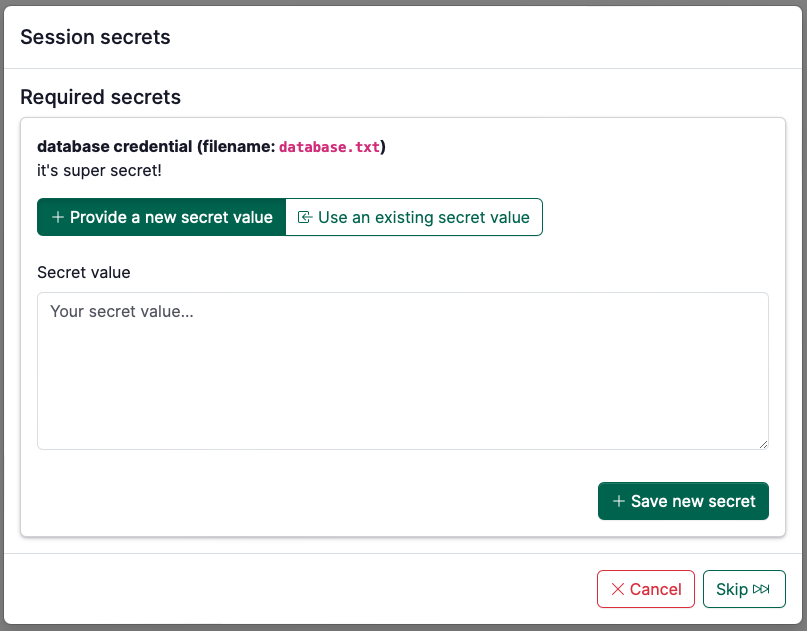 Session secrets
Required secrets
database credential (filename: database.txt)
it's super secret!
Provide a new secret value
Use an existing secret value
Secret value
Your secret value...
Save new secret
Cancel
Skip